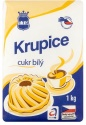 Krupice
cukr bílý
1 kg